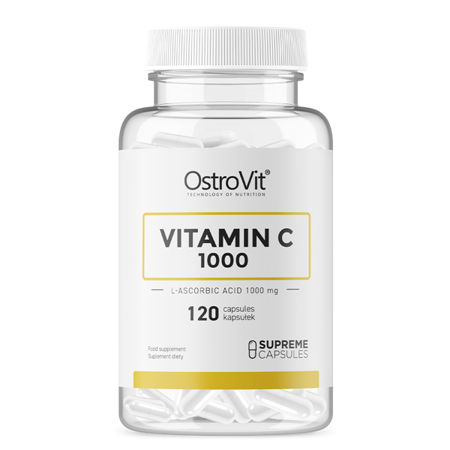 OstroVit®
TECHNOLOGY OF NUTRITION
VITAMIN C
1000
L-ASCORBIC ACID 1000 mg
120 capsules
kapsułek
Food supplement
Suplement diety
SUPREME
CAPSULES